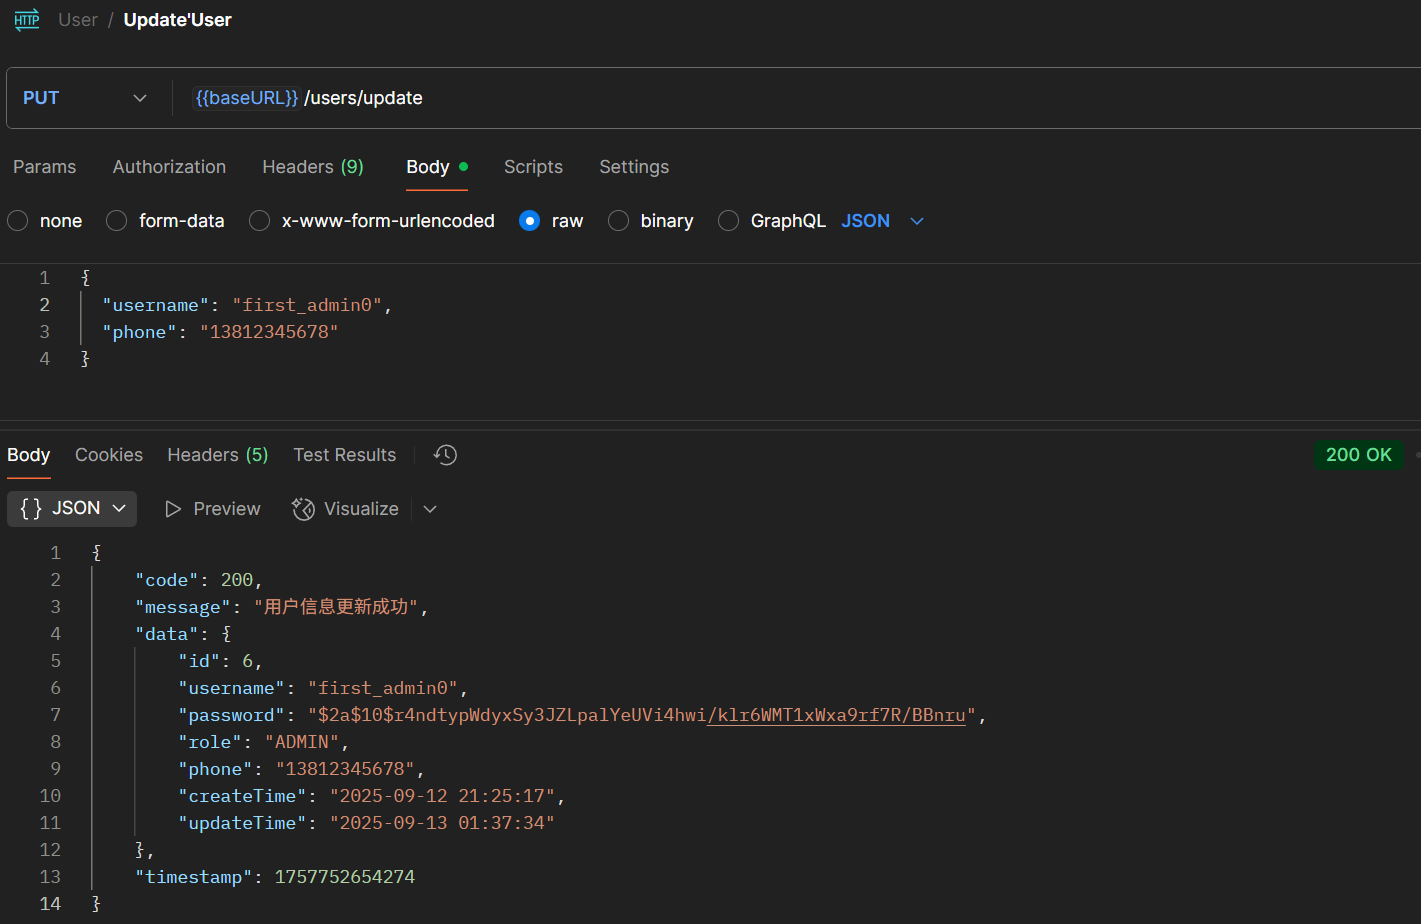 HTTP User / Update'User
PUT {{baseURL}} /users/update
Params Authorization Headers (9) Body Scripts Settings
none form-data x-www-form-urlencoded raw binary GraphQL JSON
1 {
2 "username": "first_admin0",
3 "phone": "13812345678"
4 }
Body Cookies Headers (5) Test Results 200 OK
{} JSON Preview Visualize
1 {
2 "code": 200,
3 "message": "用户信息更新成功",
4 "data": {
5 "id": 6,
6 "username": "first_admin0",
7 "password": "$2a$10$r4ndtypWdyxSy3JZLpalYeUVi4hwi/klr6WMT1xWxa9rf7R/BBnru",
8 "role": "ADMIN",
9 "phone": "13812345678",
10 "createTime": "2025-09-12 21:25:17",
11 "updateTime": "2025-09-13 01:37:34"
12 },
13 "timestamp": 1757752654274
14 }